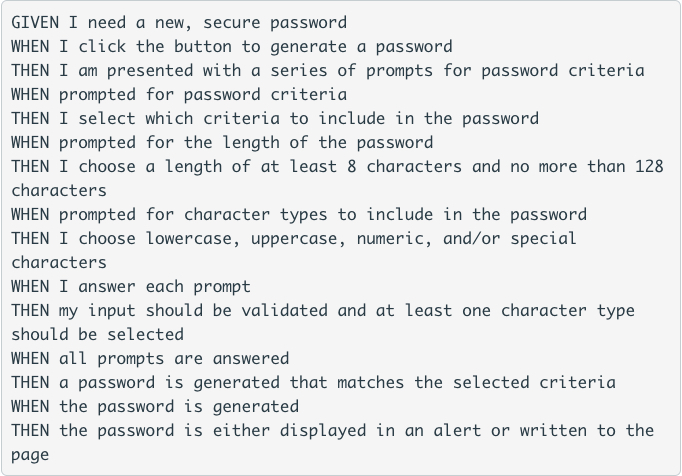 GIVEN I need a new, secure password
WHEN I click the button to generate a password
THEN I am presented with a series of prompts for password criteria
WHEN prompted for password criteria
THEN I select which criteria to include in the password
WHEN prompted for the length of the password
THEN I choose a length of at least 8 characters and no more than 128
characters
WHEN prompted for character types to include in the password
THEN I choose lowercase, uppercase, numeric, and/or special
characters
WHEN I answer each prompt
THEN my input should be validated and at least one character type
should be selected
WHEN all prompts are answered
THEN a password is generated that matches the selected criteria
WHEN the password is generated
THEN the password is either displayed in an alert or written to the
page